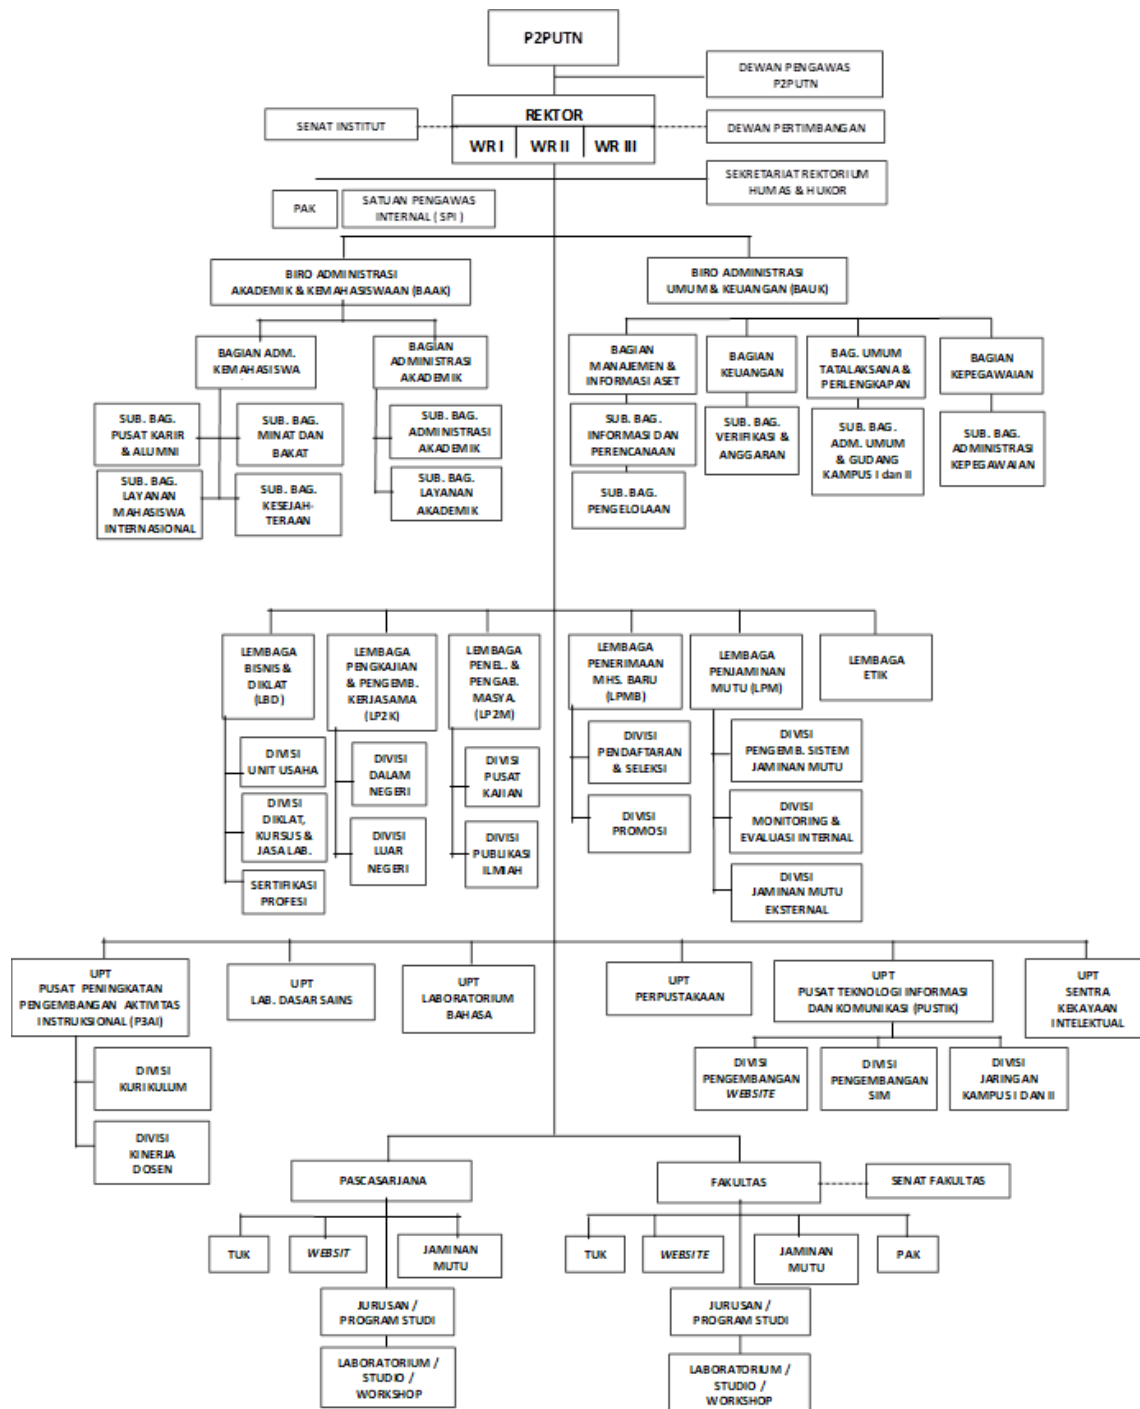 P2PUTN
DEWAN PENGAWAS
P2PUTN
REKTOR
WR I WR II WR III
SENAT INSTITUT
DEWAN PERTIMBANGAN
SEKRETARIAT REKTORIUM
HUMAS & HUKOR
PAK
SATUAN PENGAWAS
INTERNAL ( SPI )
BIRO ADMINISTRASI
AKADEMIK & KEMAHASISWAAN (BAAK)
BIRO ADMINISTRASI
UMUM & KEUANGAN (BAUK)
BAGIAN ADM.
KEMAHASISWA
BAGIAN
ADMINISTRASI
AKADEMIK
BAGIAN
MANAJEMEN &
INFORMASI ASET
BAGIAN
KEUANGAN
BAG. UMUM
TATALAKSANA &
PERLENGKAPAN
BAGIAN
KEPEGAWAIAN
SUB. BAG.
PUSAT KARIR
& ALUMNI
SUB. BAG.
MINAT DAN
BAKAT
SUB. BAG.
ADMINISTRASI
AKADEMIK
SUB. BAG.
INFORMASI DAN
PERENCANAAN
SUB. BAG.
VERIFIKASI &
ANGGARAN
SUB. BAG.
ADM. UMUM
& GUDANG
KAMPUS I dan II
SUB. BAG.
ADMINISTRASI
KEPEGAWAIAN
SUB. BAG.
LAYANAN
MAHASISWA
INTERNASIONAL
SUB. BAG.
KESEJAH-
TERAAN
SUB. BAG.
LAYANAN
AKADEMIK
SUB. BAG.
PENGELOLAAN
LEMBAGA
BISNIS &
DIKLAT (LBD)
LEMBAGA
PENGKAJIAN
& PENGEMB.
KERJASAMA
(LP2K)
LEMBAGA
PENEL. &
PENGAB.
MASYA.
(LP2M)
LEMBAGA
PENERIMAAN
MHS. BARU
(LPMB)
LEMBAGA
PENJAMINAN
MUTU (LPM)
LEMBAGA
ETIK
DIVISI
UNIT USAHA
DIVISI
DALAM
NEGERI
DIVISI
PUSAT
KAJIAN
DIVISI
PENDAFTARAN
& SELEKSI
DIVISI
PENGEMB. SISTEM
JAMINAN MUTU
DIVISI
DIKLAT,
KURSUS &
JASA LAB.
DIVISI
LUAR
NEGERI
DIVISI
PUBLIKASI
ILMIAH
DIVISI
PROMOSI
DIVISI
MONITORING &
EVALUASI INTERNAL
SERTIFIKASI
PROFESI
DIVISI
JAMINAN MUTU
EKSTERNAL
UPT
PUSAT PENINGKATAN
PENGEMBANGAN AKTIVITAS
INSTRUKSIONAL (P3AI)
UPT
LAB. DASAR SAINS
UPT
LABORATORIUM
BAHASA
UPT
PERPUSTAKAAN
UPT
PUSAT TEKNOLOGI INFORMASI
DAN KOMUNIKASI (PUSTIK)
UPT
SENTRA
KEKAYAAN
INTELEKTUAL
DIVISI
KURIKULUM
DIVISI
PENGEMBANGAN
WEBSITE
DIVISI
PENGEMBANGAN
SIM
DIVISI
JARINGAN
KAMPUS I DAN II
DIVISI
KINERJA
DOSEN
PASCASARJANA
FAKULTAS
SENAT FAKULTAS
TUK
WEBSIT
JAMINAN
MUTU
TUK
WEBSITE
JAMINAN
MUTU
PAK
JURUSAN /
PROGRAM STUDI
JURUSAN /
PROGRAM STUDI
LABORATORIUM /
STUDIO /
WORKSHOP
LABORATORIUM /
STUDIO /
WORKSHOP